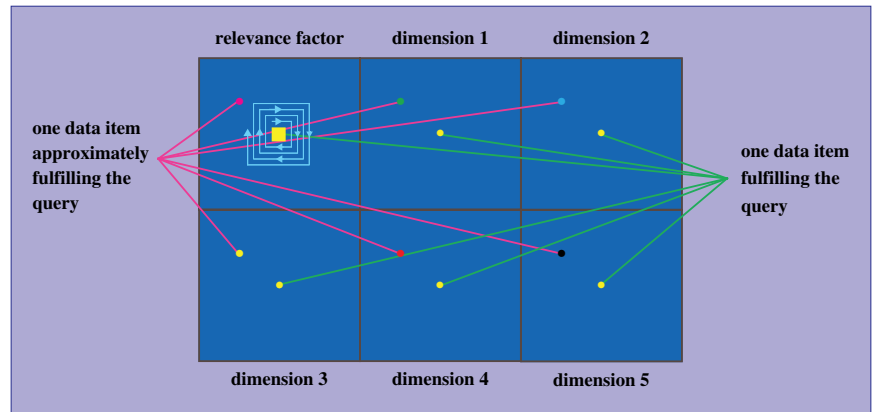 relevance factor
dimension 1
dimension 2
one data item
approximately
fulfilling the
query
one data item
fulfilling the
query
dimension 3
dimension 4
dimension 5